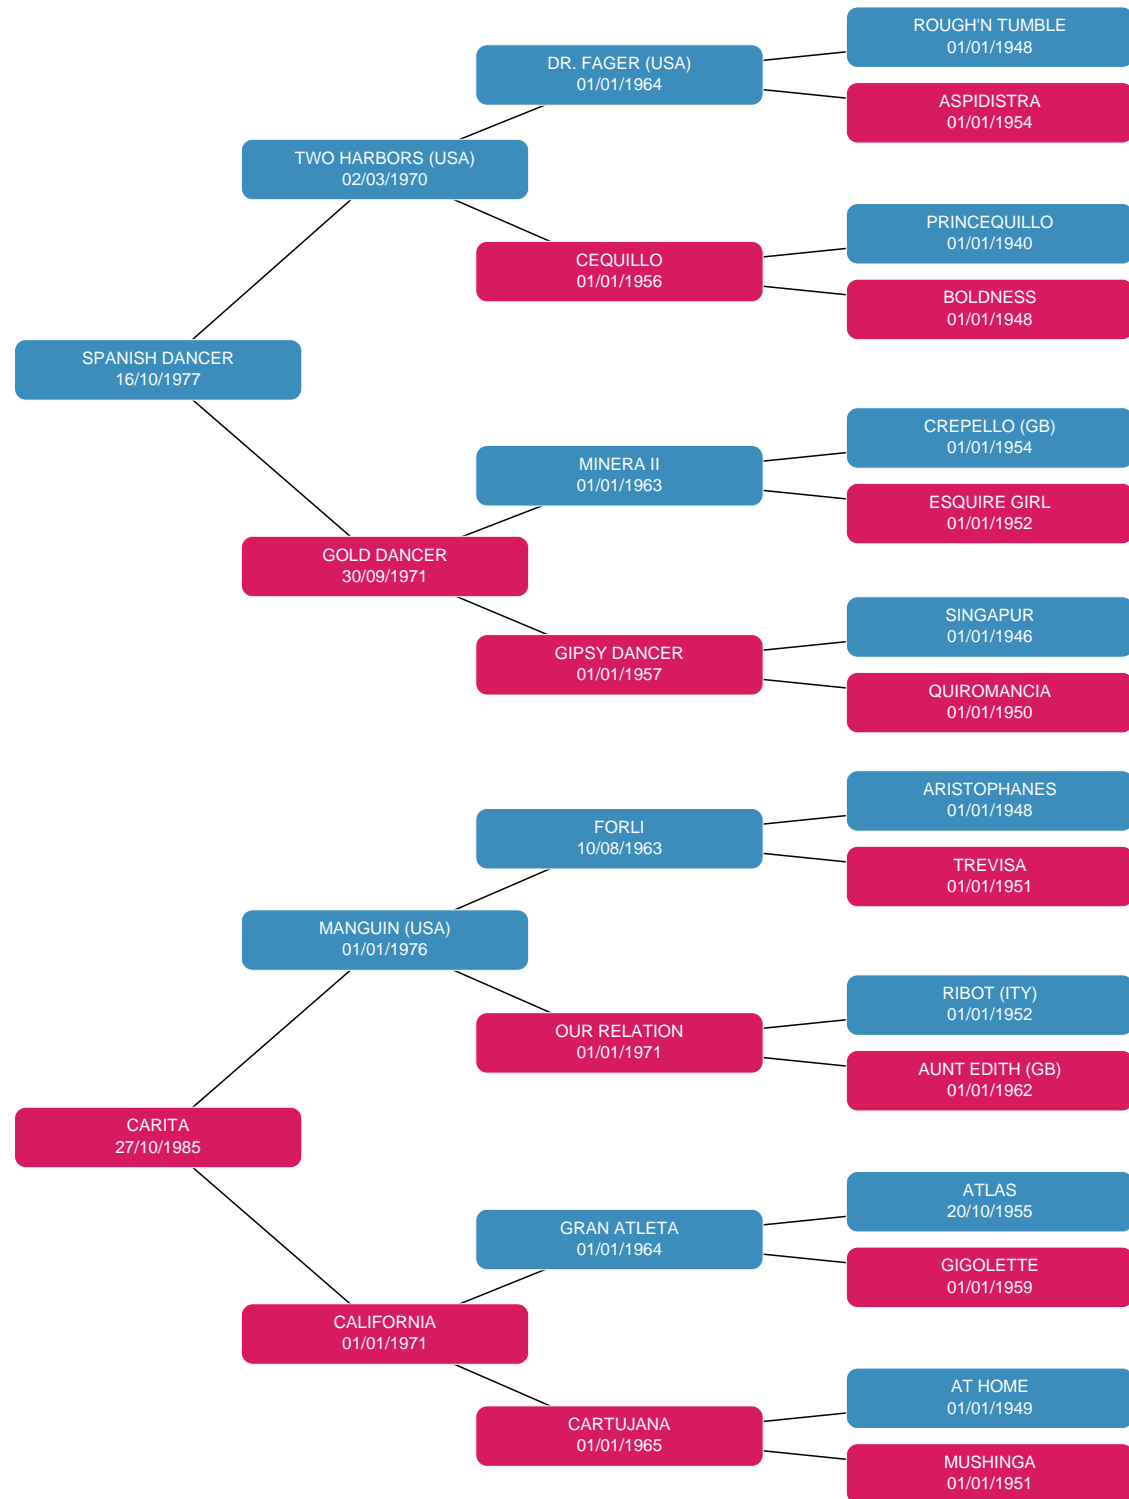 ROUGH'N TUMBLE
01/01/1948
DR. FAGER (USA)
01/01/1964
ASPIDISTRA
01/01/1954
TWO HARBORS (USA)
02/03/1970
PRINCEQUILLO
01/01/1940
CEQUILLO
01/01/1956
BOLDNESS
01/01/1948
SPANISH DANCER
16/10/1977
CREPELLO (GB)
01/01/1954
MINERA II
01/01/1963
ESQUIRE GIRL
01/01/1952
GOLD DANCER
30/09/1971
SINGAPUR
01/01/1946
GIPSY DANCER
01/01/1957
QUIROMANCIA
01/01/1950
ARISTOPHANES
01/01/1948
FORLI
10/08/1963
TREVISA
01/01/1951
MANGUIN (USA)
01/01/1976
RIBOT (ITY)
01/01/1952
OUR RELATION
01/01/1971
AUNT EDITH (GB)
01/01/1962
CARITA
27/10/1985
ATLAS
20/10/1955
GRAN ATLETA
01/01/1964
GIGOLETTE
01/01/1959
CALIFORNIA
01/01/1971
AT HOME
01/01/1949
CARTUJANA
01/01/1965
MUSHINGA
01/01/1951